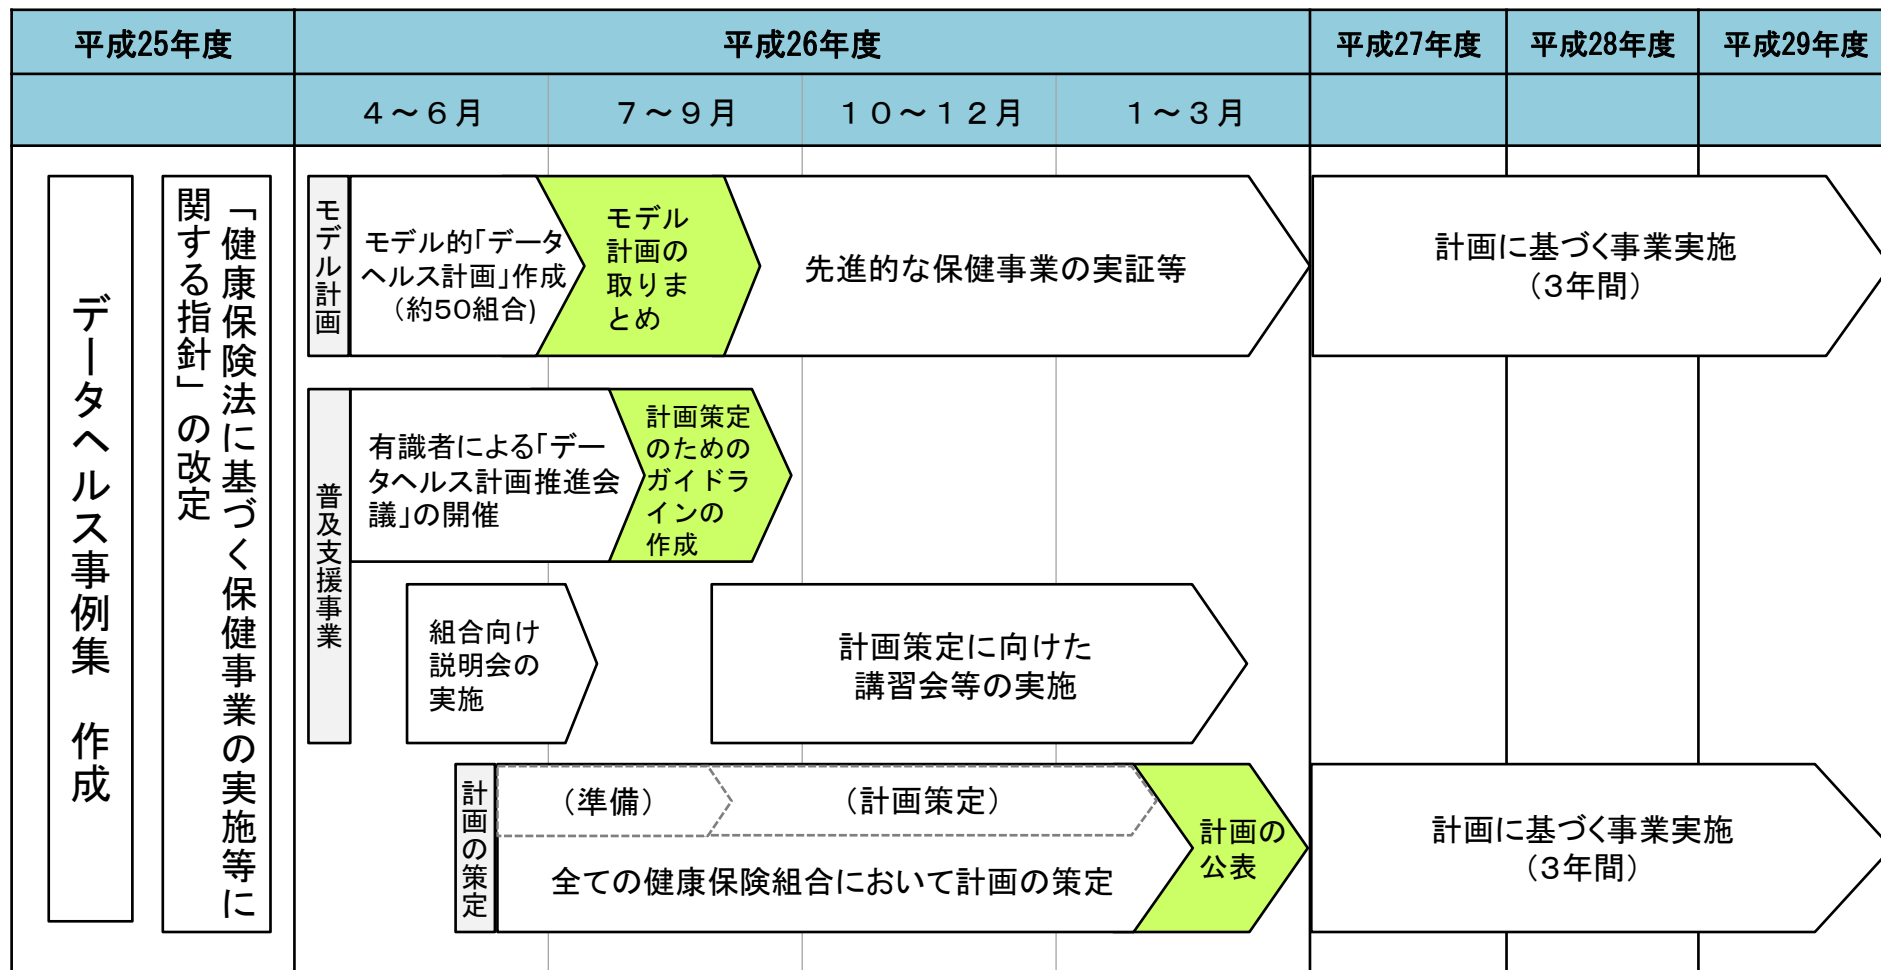 平成25年度
平成26年度
平成27年度
平成28年度
平成29年度
４～６月
７～９月
１０～１２月
１～３月
データヘルス事例集　作成
「健康保険法に基づく保健事業の実施等に
関する指針」の改定
モデル計画
モデル的「データ
ヘルス計画」作成
（約50組合)
モデル
計画の
取りま
とめ
先進的な保健事業の実証等
計画に基づく事業実施
（3年間）
普及支援事業
有識者による「デー
タヘルス計画推進会
議」の開催
計画策定
のための
ガイドラ
インの
作成
組合向け
説明会の
実施
計画策定に向けた
講習会等の実施
計画の策定
（準備）
（計画策定）
全ての健康保険組合において計画の策定
計画の
公表
計画に基づく事業実施
（3年間）